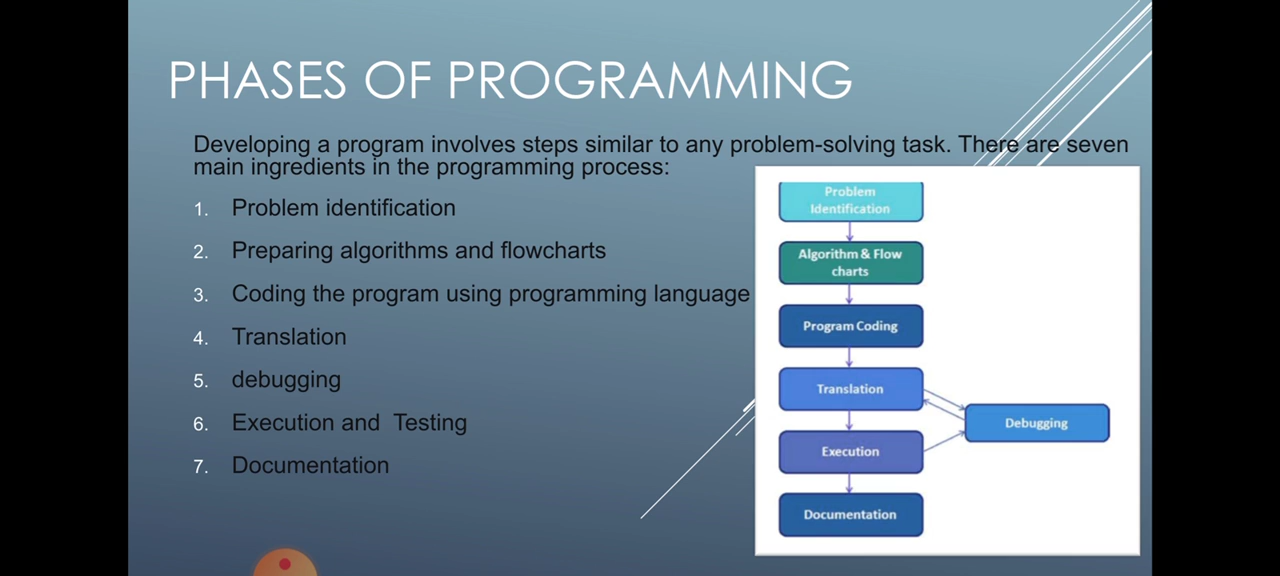 PHASES OF PROGRAMMING
Developing a program involves steps similar to any problem-solving task. There are seven
main ingredients in the programming process:
1. Problem identification
2. Preparing algorithms and flowcharts
3. Coding the program using programming language
4. Translation
5. debugging
6. Execution and  Testing
7. Documentation
Problem
Identification
Algorithm & Flow
charts
Program Coding
Translation
Debugging
Execution
Documentation